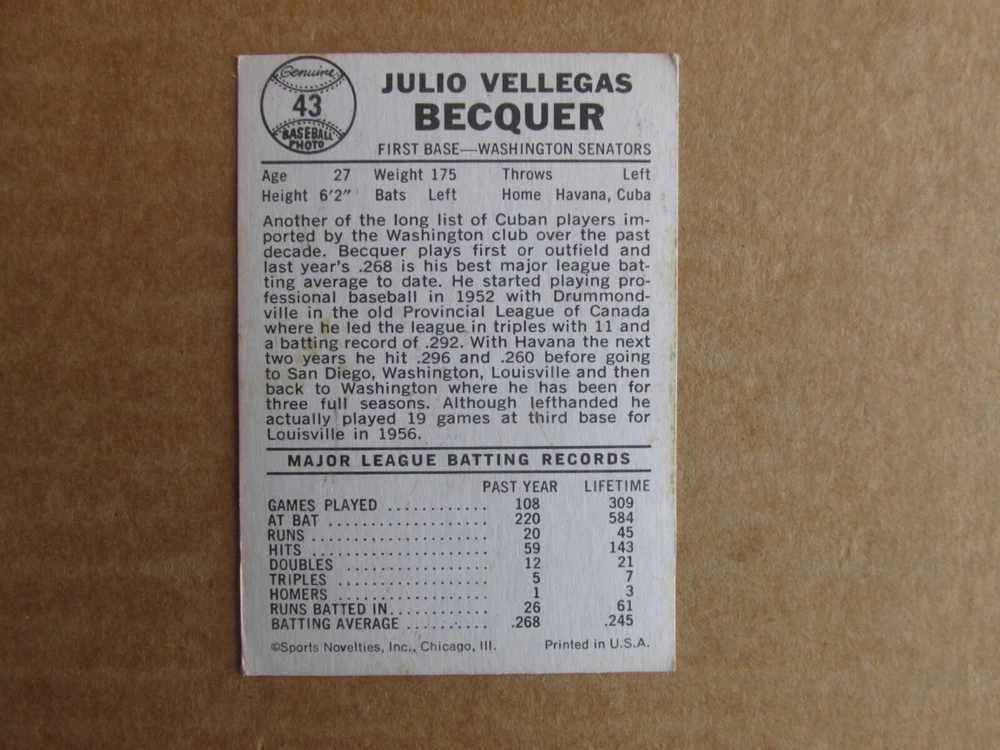 Genuine
43
BASEBALL
PHOTO
JULIO VELLEGAS
BECQUER
FIRST BASE—WASHINGTON SENATORS
Age 27 Weight 175 Throws Left
Height 6'2" Bats Left Home Havana, Cuba
Another of the long list of Cuban players im-
ported by the Washington club over the past
decade. Becquer plays first or outfield and
last year's .268 is his best major league bat-
ting average to date. He started playing pro-
fessional baseball in 1952 with Drummond-
ville in the old Provincial League of Canada
where he led the league in triples with 11 and
a batting record of .292. With Havana the next
two years he hit .296 and .260 before going
to San Diego, Washington, Louisville and then
back to Washington where he has been for
three full seasons. Although lefthanded he
actually played 19 games at third base for
Louisville in 1956.
MAJOR LEAGUE BATTING RECORDS
PAST YEAR LIFETIME
GAMES PLAYED ............ 108 309
AT BAT .................... 220 584
RUNS ...................... 20 45
HITS ...................... 59 143
DOUBLES .................. 12 21
TRIPLES ................... 5 7
HOMERS ................... 1 3
RUNS BATTED IN............ 26 61
BATTING AVERAGE .......... .268 .245
©Sports Novelties, Inc., Chicago, Ill. Printed in U.S.A.